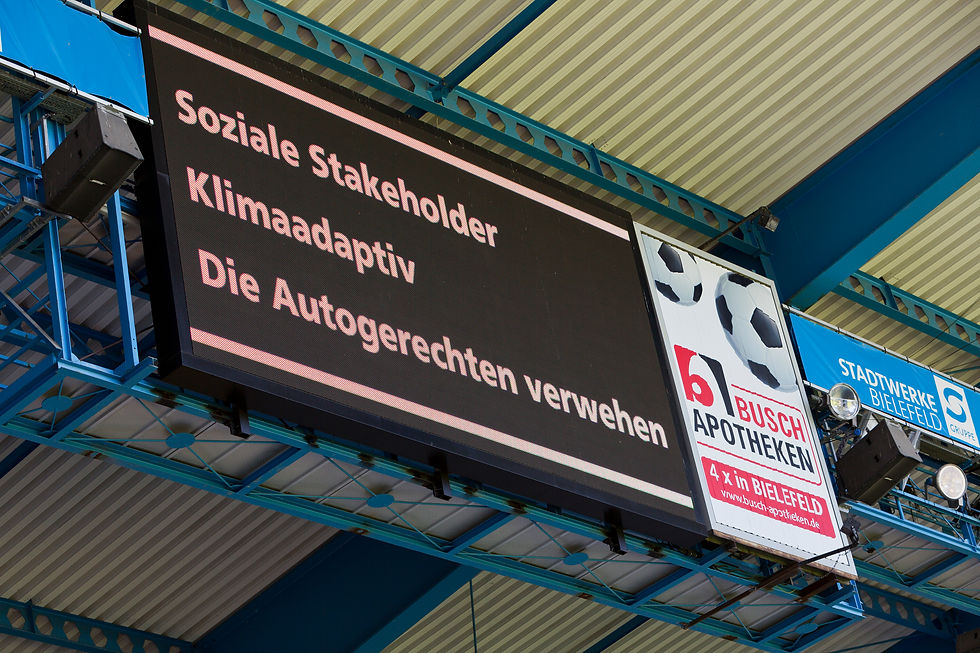 Soziale Stakeholder
Klimaadaptiv
Die Autogerechten verwehen
BUSCH
APOTHEKEN
4 x in BIELEFELD
www.busch-apotheken.de
STADTWERKE
BIELEFELD
GRUPPE